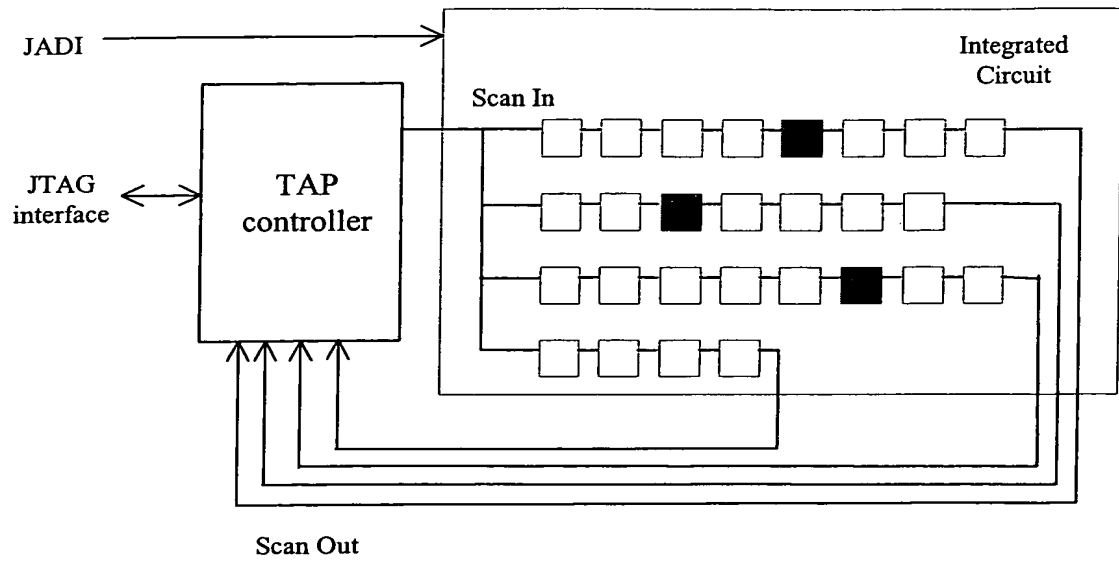 JADI
Integrated
Circuit
Scan In
TAP
controller
JTAG
interface
Scan Out